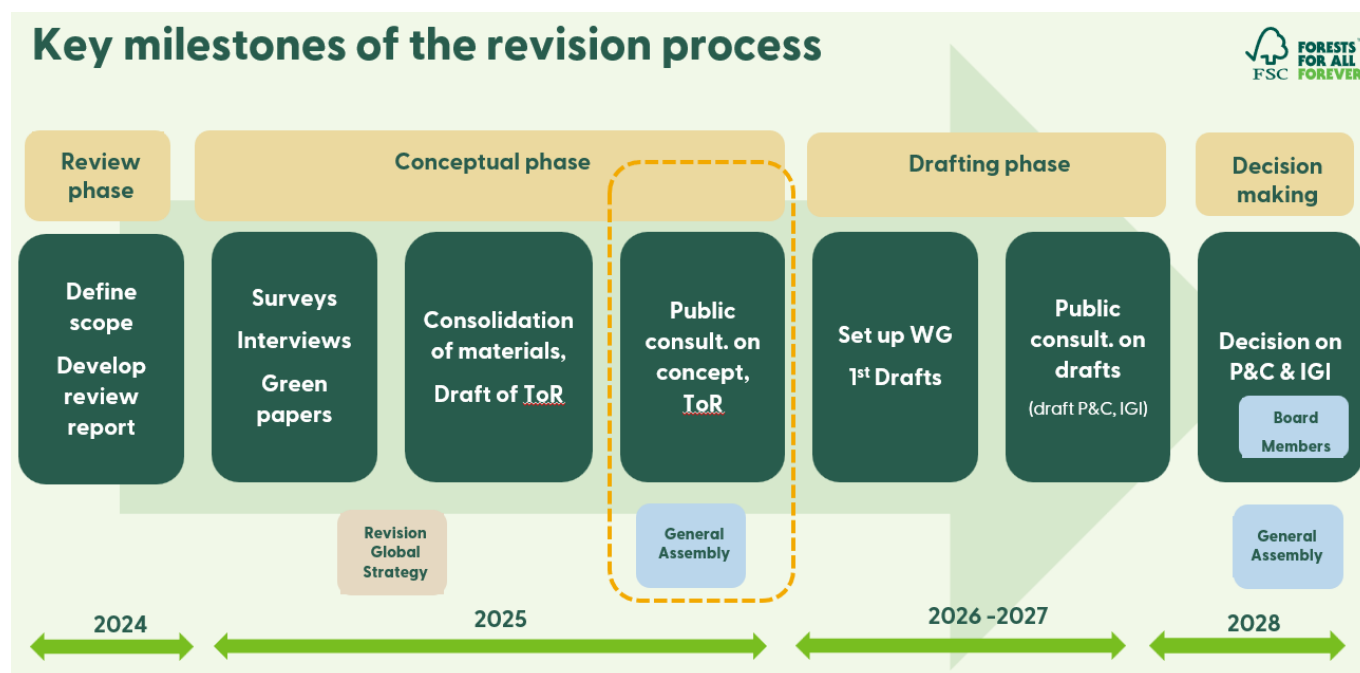 Key milestones of the revision process
FSC
FORESTS
FOR ALL
FOREVER
Review
phase
Conceptual phase
Drafting phase
Decision
making
Define
scope
Develop
review
report
Surveys
Interviews
Green
papers
Consolidation
of materials,
Draft of ToR
Public
consult. on
concept,
ToR
Set up WG
1st Drafts
Public
consult. on
drafts
(draft P&C, IGI)
Decision on
P&C & IGI
Board
Members
Revision
Global
Strategy
General
Assembly
General
Assembly
2024
2025
2026 -2027
2028